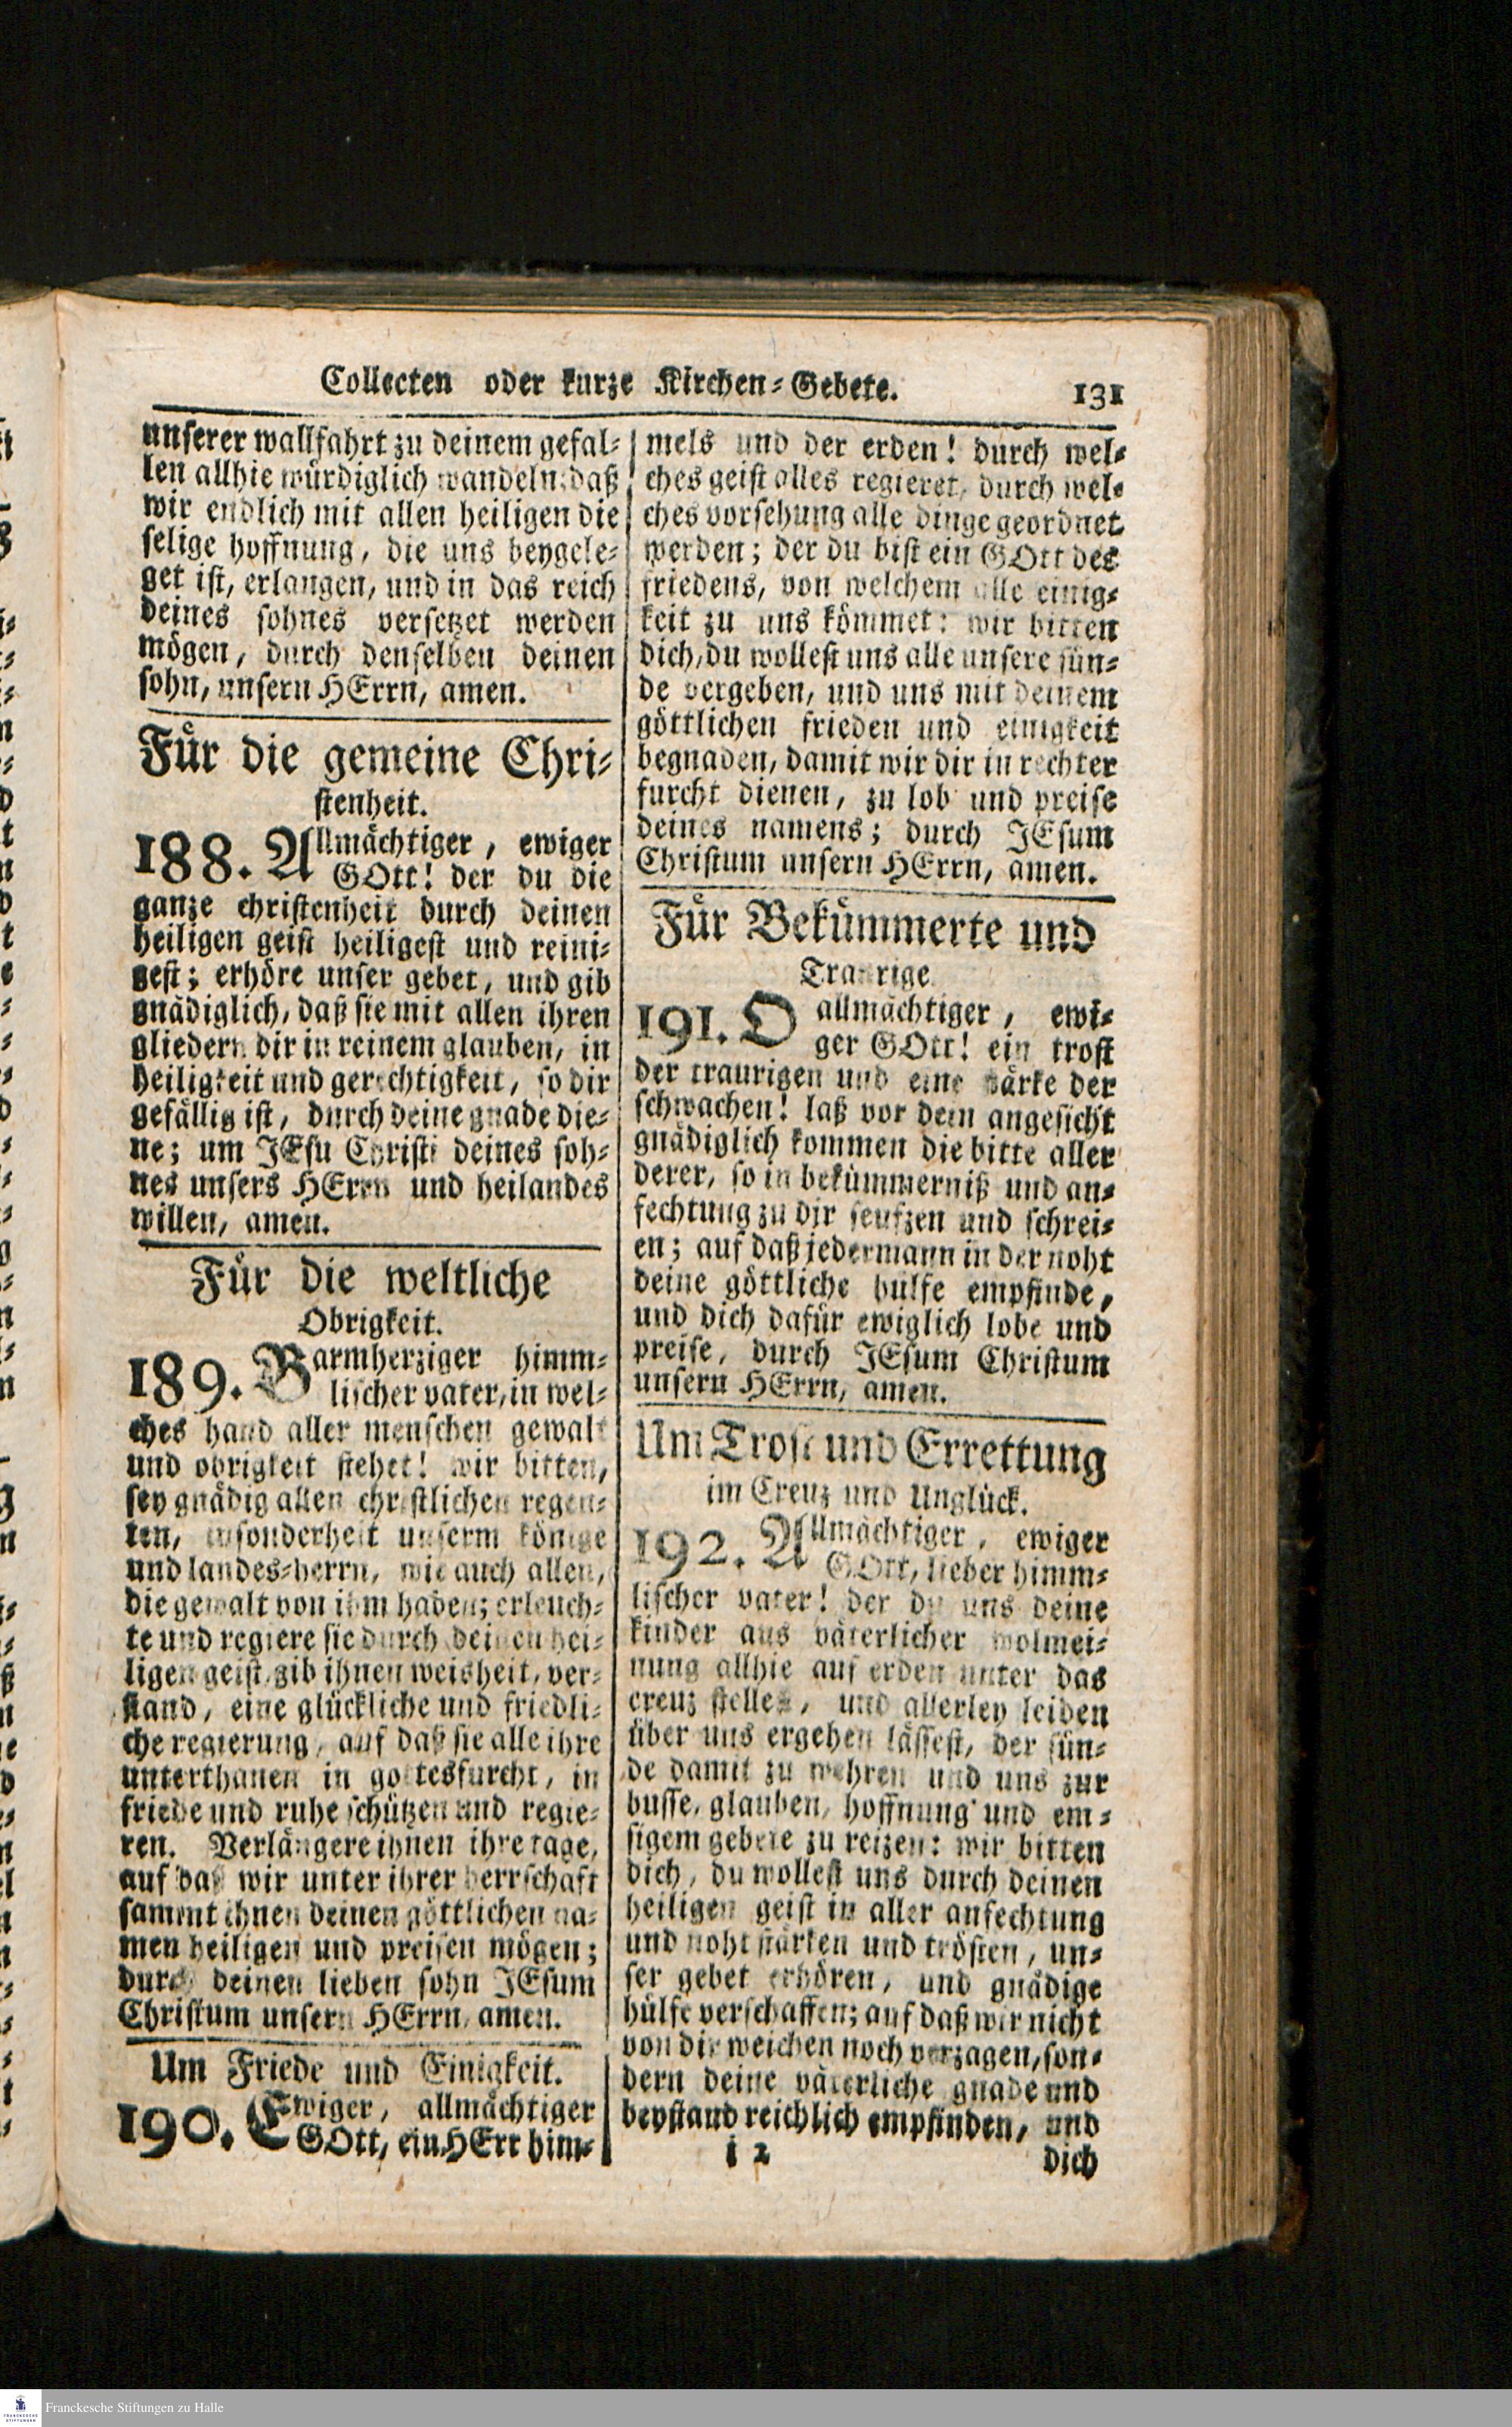 Collecten oder kurze Kirchen-Gebete. 131
unserer wallfahrt zu deinem gefal-
len allhie würdiglich wandeln; daß
wir endlich mit allen heiligen die
selige hoffnung, die uns beygele-
get ist, erlangen, und in das reich
deines sohnes versetzet werden
mögen, durch denselben deinen
sohn, unsern HErrn, amen.
Für die gemeine Chri-
stenheit.
188. Allmächtiger, ewiger
GOtt! der du die
ganze christenheit durch deinen
heiligen geist heiligest und reini-
gest; erhöre unser gebet, und gib
gnädiglich, daß sie mit allen ihren
gliedern dir in reinem glauben, in
heiligkeit und gerechtigkeit, so dir
gefällig ist, durch deine gnade die-
ne; um JEsu Christi deines soh-
nes unsers HErrn und heilandes
willen, amen.
Für die weltliche
Obrigkeit.
189. Barmherziger himm-
lischer vater, in wel-
ches hand aller menschen gewalt
und obrigkeit stehet! wir bitten,
sey gnädig allen christlichen regen-
ten, insonderheit unserm könige
und landes-herrn, wie auch allen,
die gewalt von ihm haben; erleuch-
te und regiere sie durch deinen hei-
ligen geist, gib ihnen weisheit, ver-
stand, eine glückliche und friedli-
che regierung, auf daß sie alle ihre
unterthanen in gottesfurcht, in
friede und ruhe schützen und regie-
ren. Verlängere ihnen ihre tage,
auf daß wir unter ihrer herrschaft
sammt ihnen deinen göttlichen na-
men heiligen und preisen mögen;
durch deinen lieben sohn JEsum
Christum unsern HErrn, amen.
Um Friede und Einigkeit.
190. Ewiger, allmächtiger
GOtt, ein HErr him-
mels und der erden! durch wel-
ches geist alles regieret, durch wel-
ches vorsehung alle dinge geordnet
werden; der du bist ein GOtt des
friedens, von welchem alle einig-
keit zu uns kömmet: wir bitten
dich, du wollest uns alle unsere sün-
de vergeben, und uns mit deinem
göttlichen frieden und einigkeit
begnaden, damit wir dir in rechter
furcht dienen, zu lob und preise
deines namens; durch JEsum
Christum unsern HErrn, amen.
Für Bekümmerte und
Traurige.
191. O allmächtiger, ewi-
ger GOtt! ein trost
der traurigen und eine stärke der
schwachen! laß vor dein angesicht
gnädiglich kommen die bitte aller
derer, so in bekümmerniß und an-
fechtung zu dir seufzen und schrei-
en; auf daß jedermann in der noht
deine göttliche hülfe empfinde,
und dich dafür ewiglich lobe und
preise, durch JEsum Christum
unsern HErrn, amen.
Um Trost und Errettung
im Creuz und Unglück.
192. Allmächtiger, ewiger
GOtt, lieber himm-
lischer vater! der du uns deine
kinder aus väterlicher wolmei-
nung allhie auf erden unter das
creuz stellest, und allerley leiden
über uns ergehen lässest, der sün-
de damit zu wehren und uns zur
busse, glauben, hoffnung und em-
sigem gebete zu reizen: wir bitten
dich, du wollest uns durch deinen
heiligen geist in aller anfechtung
und noht stärken und trösten, un-
ser gebet erhören, und gnädige
hülfe verschaffen; auf daß wir nicht
von dir weichen noch verzagen, son-
dern deine väterliche gnade und
beystand reichlich empfinden, und
i 2 dich
Franckesche Stiftungen zu Halle